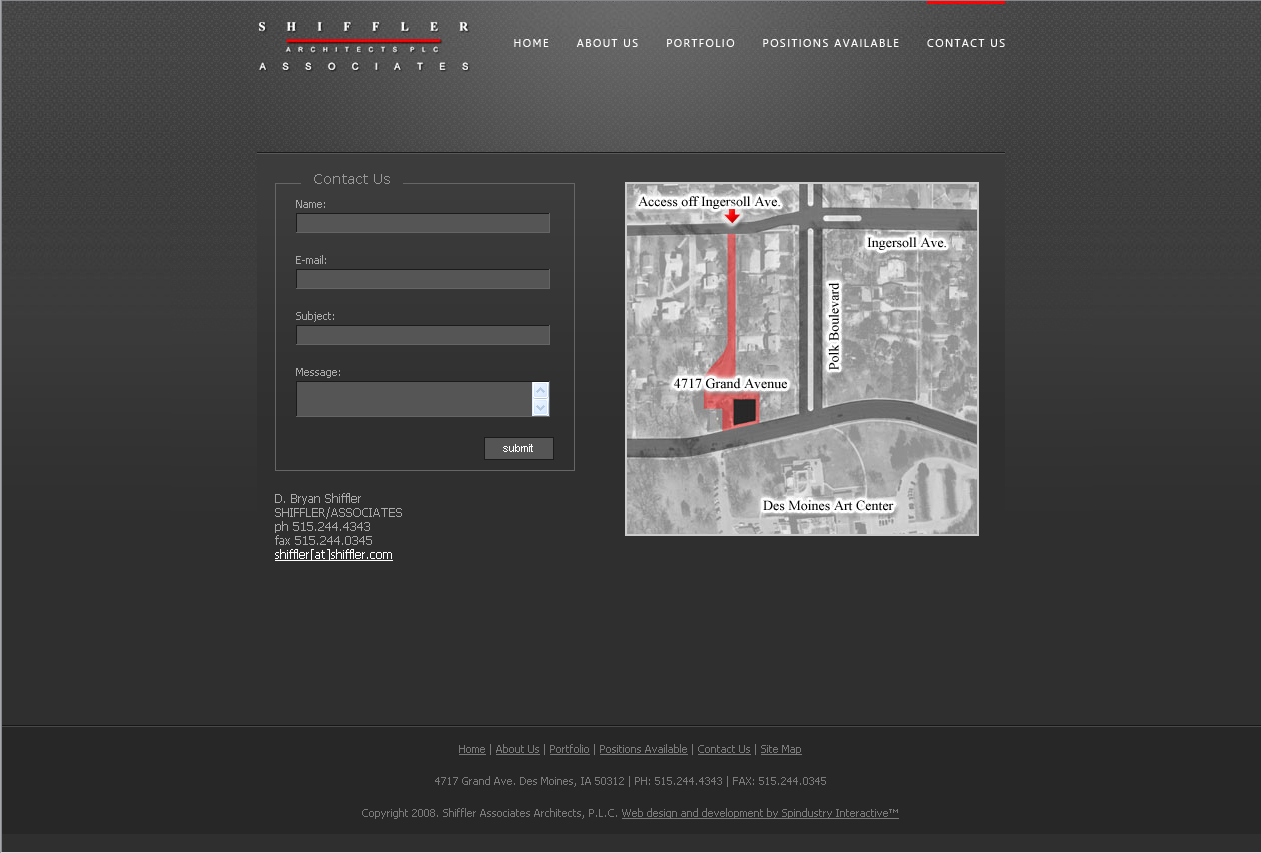 SHIFFLER
ARCHITECTS PLC
ASSOCIATES
HOME ABOUT US PORTFOLIO POSITIONS AVAILABLE CONTACT US
Contact Us
Name:
E-mail:
Subject:
Message:
submit
D. Bryan Shiffler
SHIFFLER/ASSOCIATES
ph 515.244.4343
fax 515.244.0345
shiffler[at]shiffler.com
Access off Ingersoll Ave.
Ingersoll Ave.
Polk Boulevard
4717 Grand Avenue
Des Moines Art Center
Home | About Us | Portfolio | Positions Available | Contact Us | Site Map
4717 Grand Ave. Des Moines, IA 50312 | PH: 515.244.4343 | FAX: 515.244.0345
Copyright 2008. Shiffler Associates Architects, P.L.C. Web design and development by Spindustry Interactive™